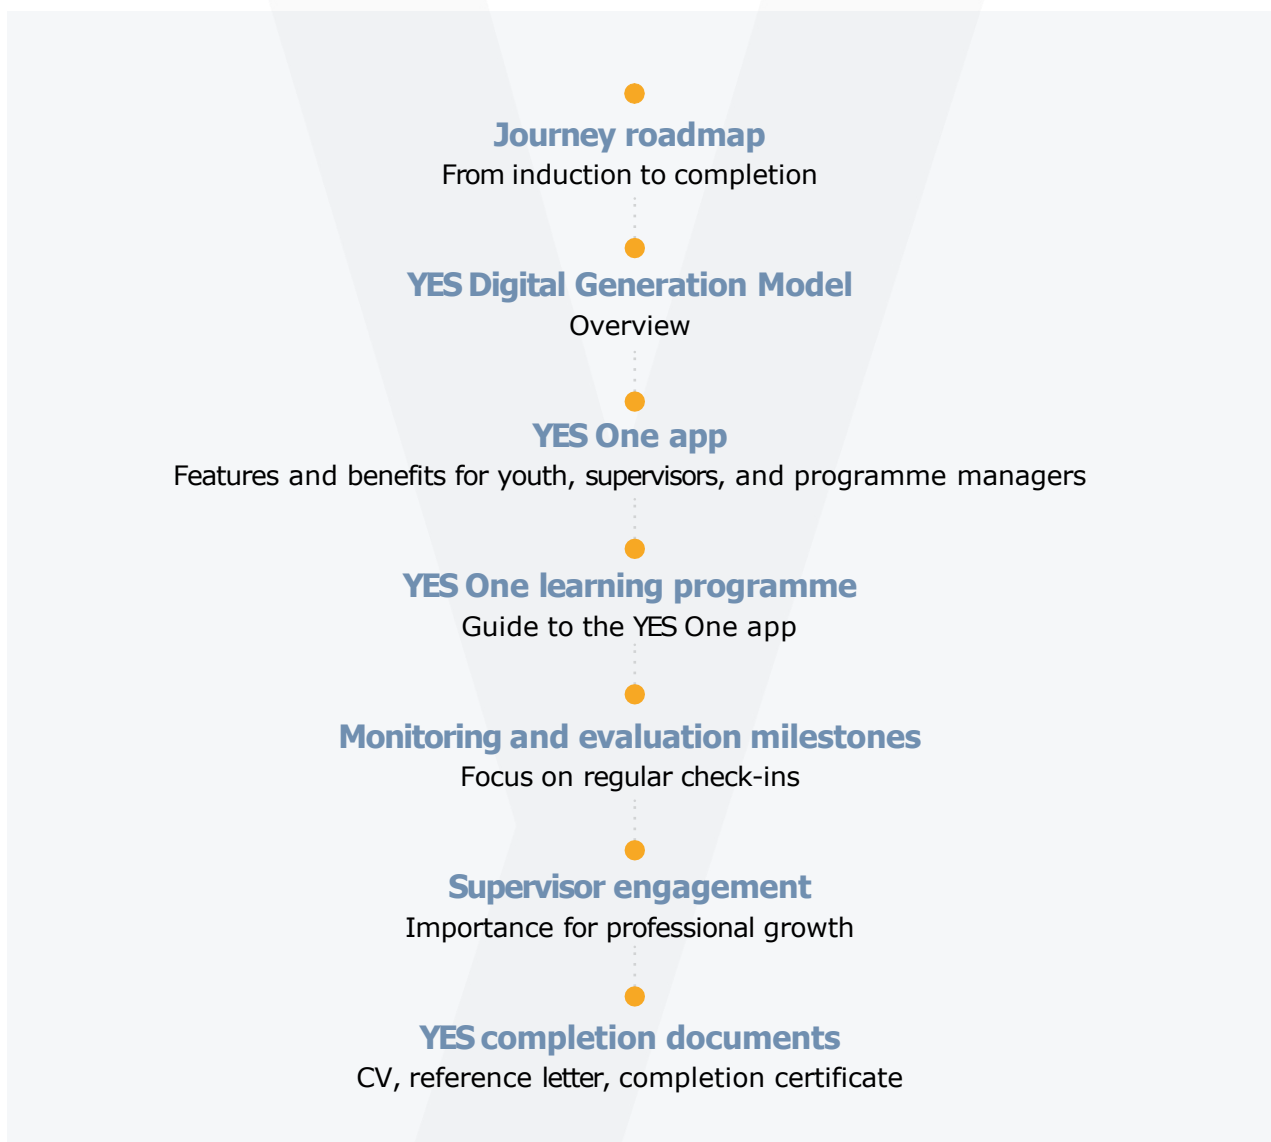 Journey roadmap
From induction to completion
YES Digital Generation Model
Overview
YES One app
Features and benefits for youth, supervisors, and programme managers
YES One learning programme
Guide to the YES One app
Monitoring and evaluation milestones
Focus on regular check-ins
Supervisor engagement
Importance for professional growth
YES completion documents
CV, reference letter, completion certificate